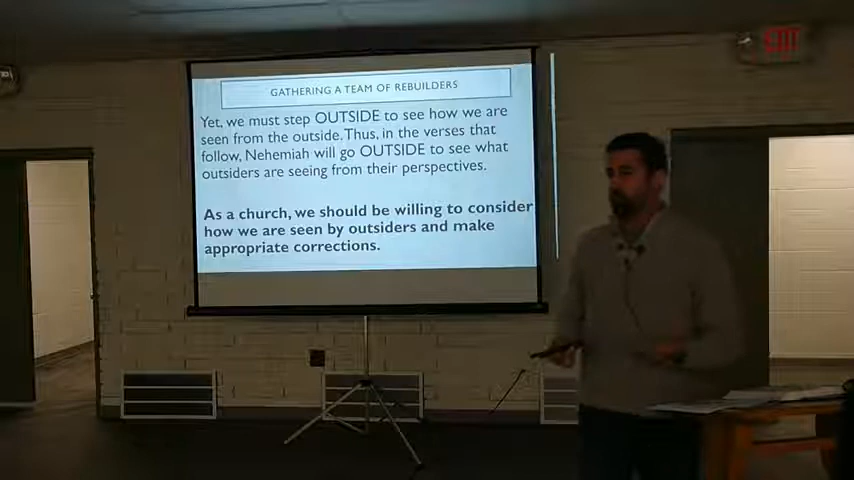 EXIT
GATHERING A TEAM OF REBUILDERS
Yet, we must step OUTSIDE to see how we are
seen from the outside. Thus, in the verses that
follow, Nehemiah will go OUTSIDE to see what
outsiders are seeing from their perspectives.
As a church, we should be willing to consider
how we are seen by outsiders and make
appropriate corrections.